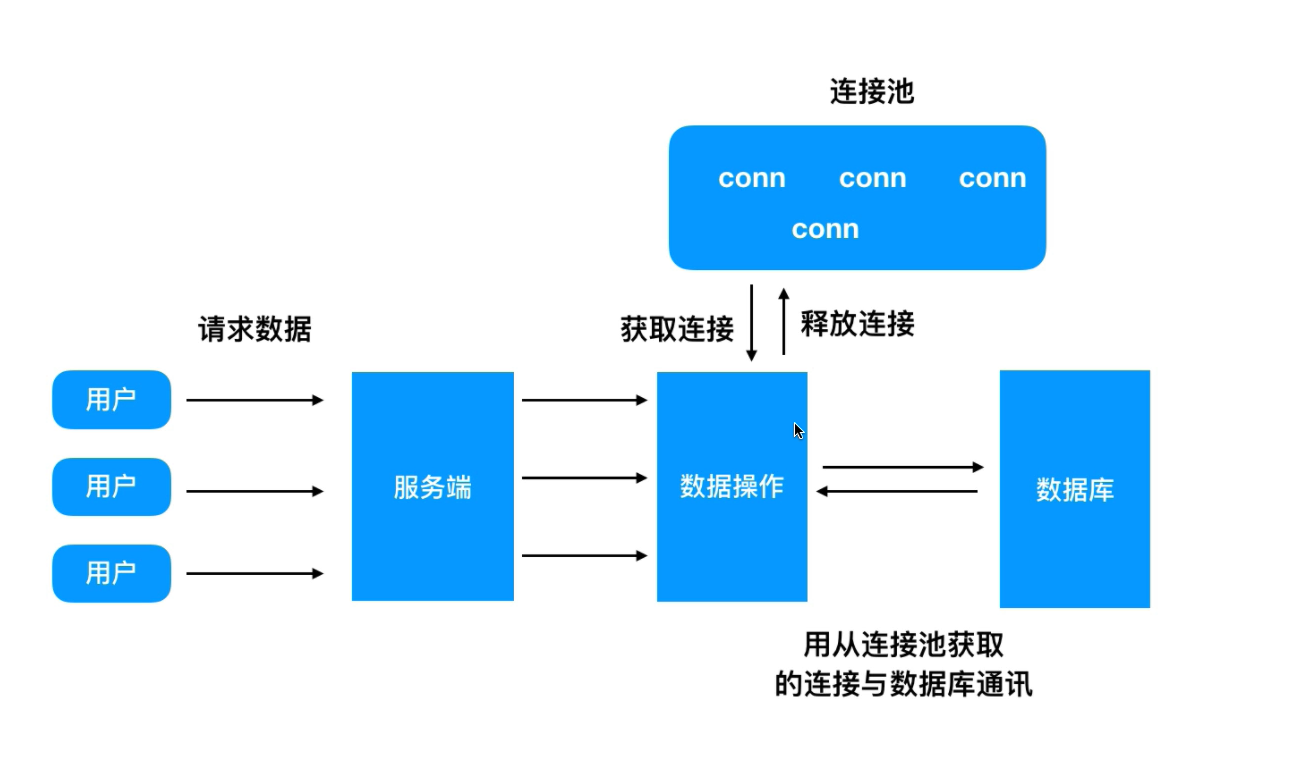 连接池
conn conn conn
conn
请求数据
获取连接
释放连接
用户
用户
用户
服务端
数据操作
数据库
用从连接池获取
的连接与数据库通讯